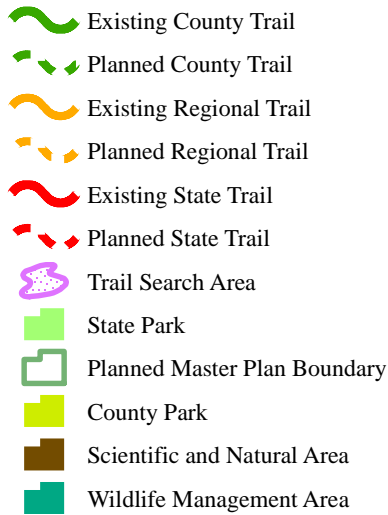 Existing County Trail
Planned County Trail
Existing Regional Trail
Planned Regional Trail
Existing State Trail
Planned State Trail
Trail Search Area
State Park
Planned Master Plan Boundary
County Park
Scientific and Natural Area
Wildlife Management Area